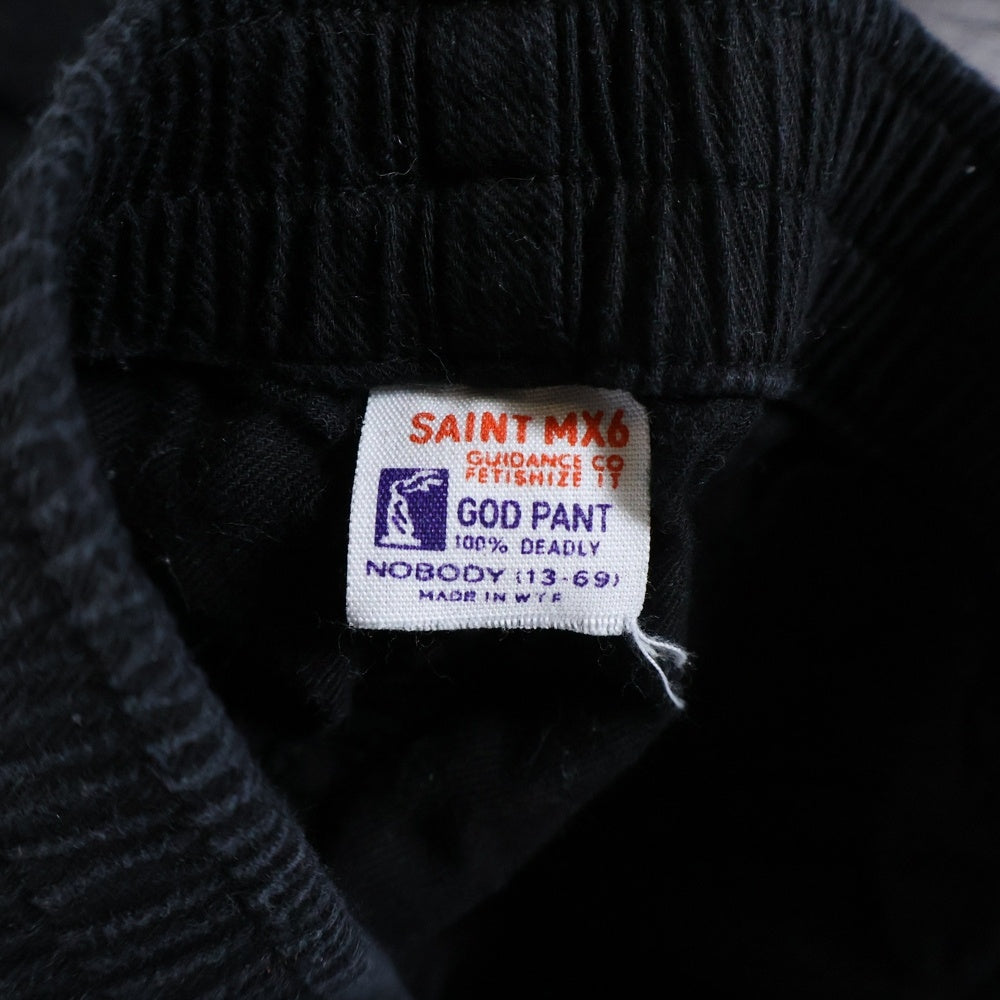 SAINT MX6
GUIDANCE CO
FETISHIZE IT
GOD PANT
100% DEADLY
NOBODY (13-69)
MADE IN WTF